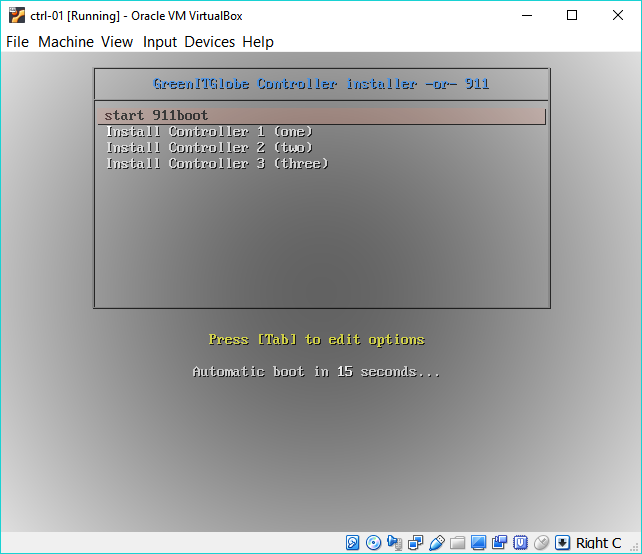 ctrl-01 [Running] - Oracle VM VirtualBox
File Machine View Input Devices Help
GreenITGlobe Controller installer -or- 911
start 911boot
Install Controller 1 (one)
Install Controller 2 (two)
Install Controller 3 (three)
Press [Tab] to edit options
Automatic boot in 15 seconds...
Right C